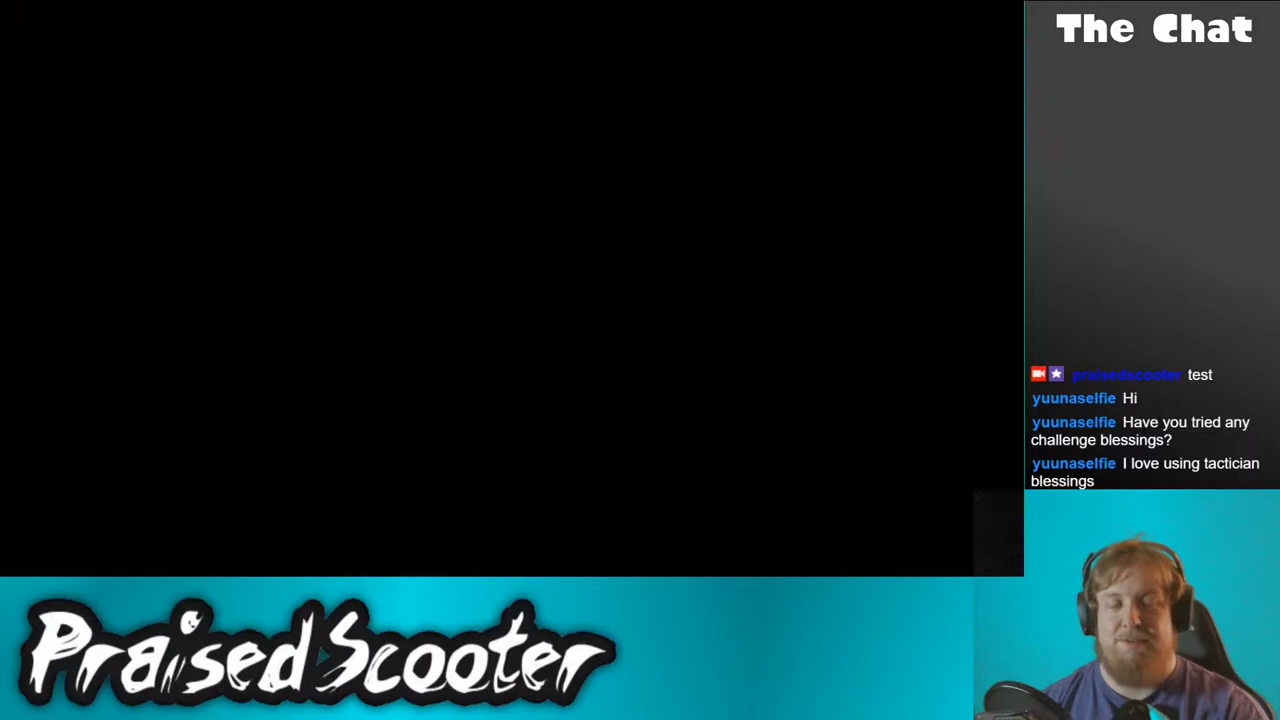 The Chat
praisedscooter test
yuunaselfie Hi
yuunaselfie Have you tried any
challenge blessings?
yuunaselfie I love using tactician
blessings
PraisedScooter